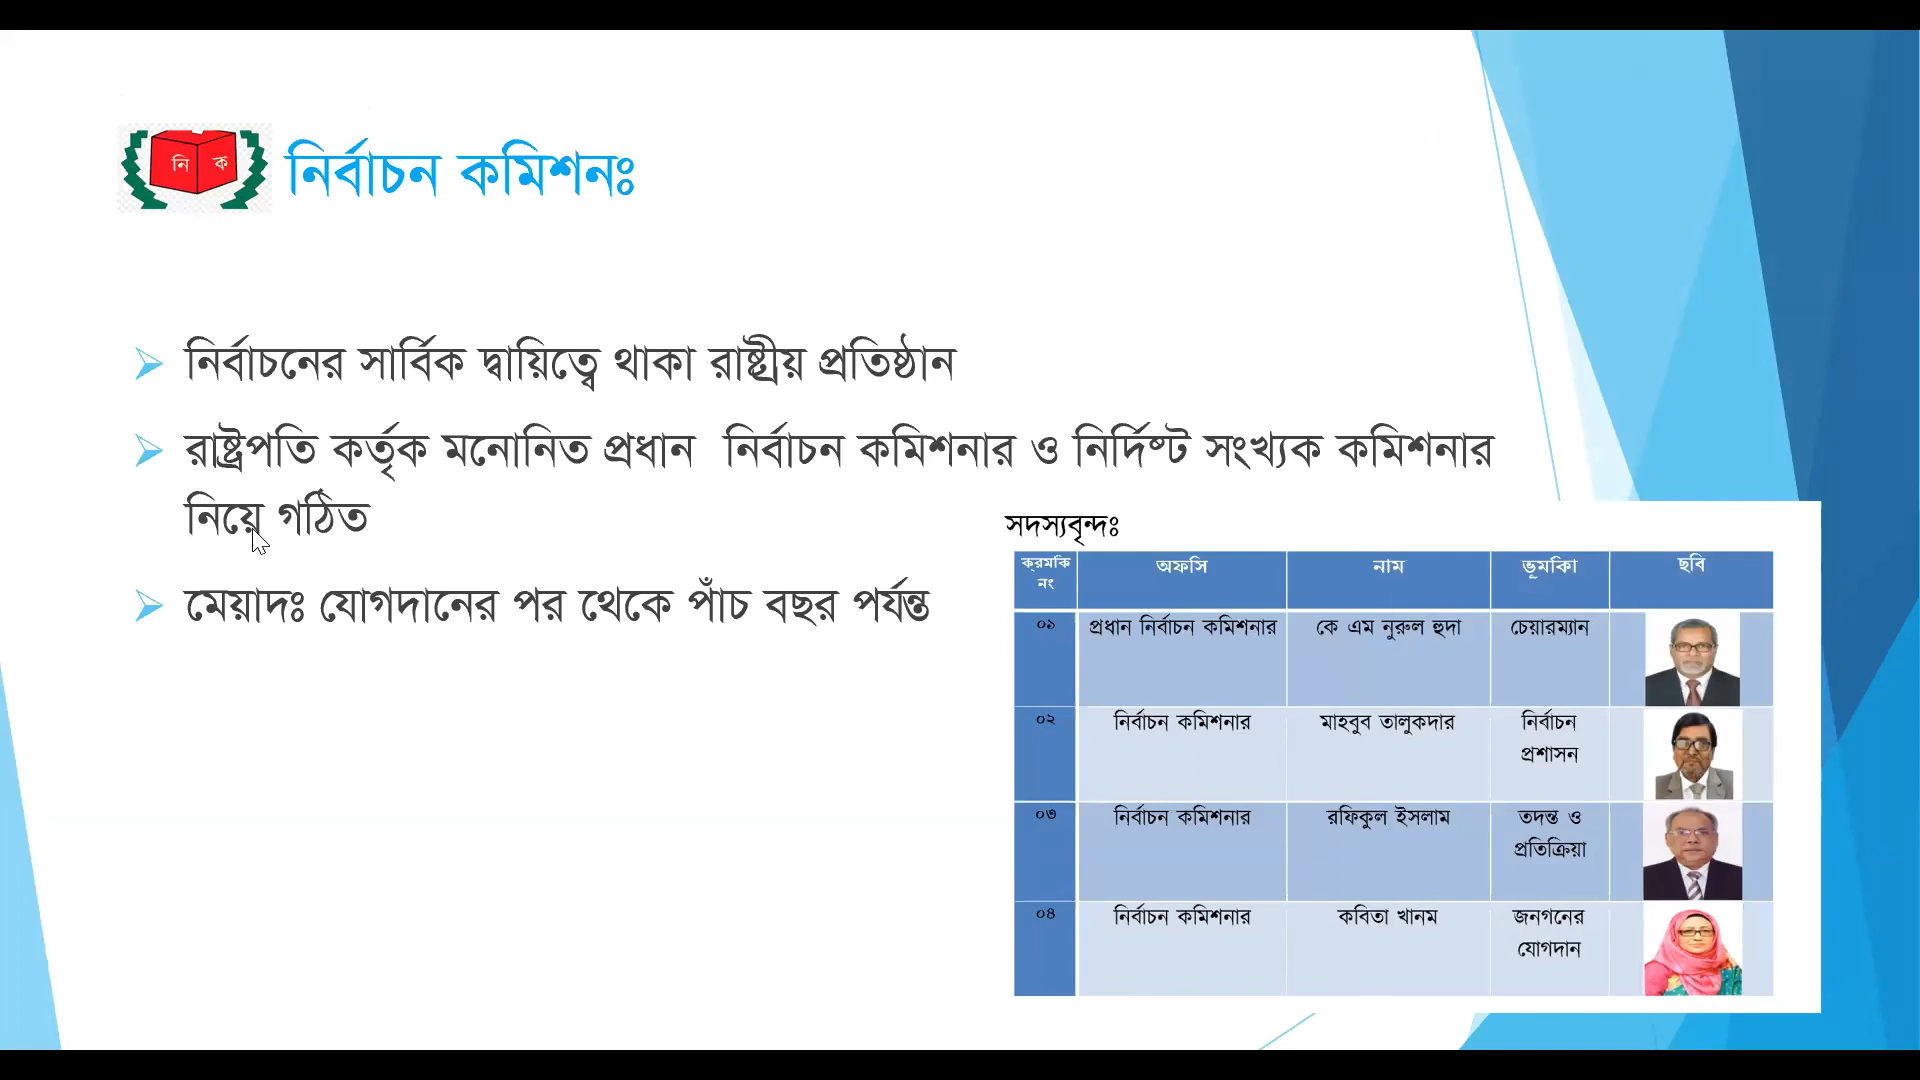 নি ক
নির্বাচন কমিশনঃ
নির্বাচনের সার্বিক দ্বায়িত্বে থাকা রাষ্ট্রীয় প্রতিষ্ঠান
রাষ্ট্রপতি কর্তৃক মনোনিত প্রধান নির্বাচন কমিশনার ও নির্দিষ্ট সংখ্যক কমিশনার
নিয়ে গঠিত
মেয়াদঃ যোগদানের পর থেকে পাঁচ বছর পর্যন্ত
সদস্যবৃন্দঃ
ক্রমকি নং অফসি নাম ভূমকিা ছবি
০১ প্রধান নির্বাচন কমিশনার কে এম নুরুল হুদা চেয়ারম্যান
০২ নির্বাচন কমিশনার মাহবুব তালুকদার নির্বাচন
প্রশাসন
০৩ নির্বাচন কমিশনার রফিকুল ইসলাম তদন্ত ও
প্রতিক্রিয়া
০৪ নির্বাচন কমিশনার কবিতা খানম জনগনের
যোগদান